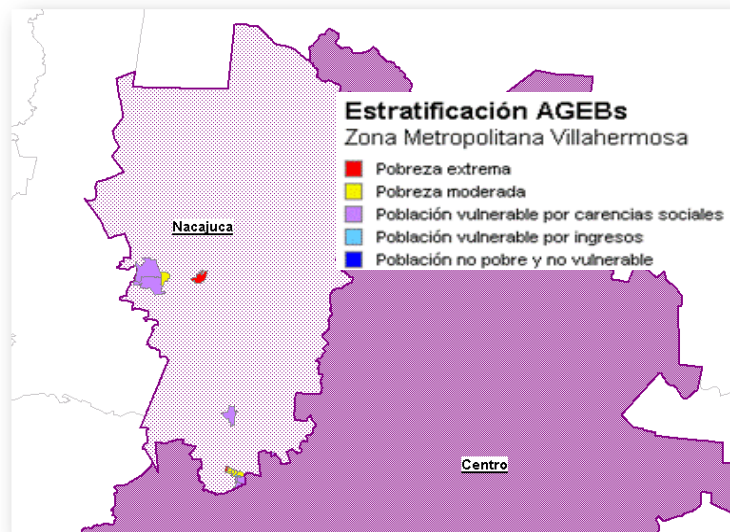 Estratificación AGEBs
Zona Metropolitana Villahermosa
Pobreza extrema
Pobreza moderada
Población vulnerable por carencias sociales
Población vulnerable por ingresos
Población no pobre y no vulnerable
Nacajuca
Centro